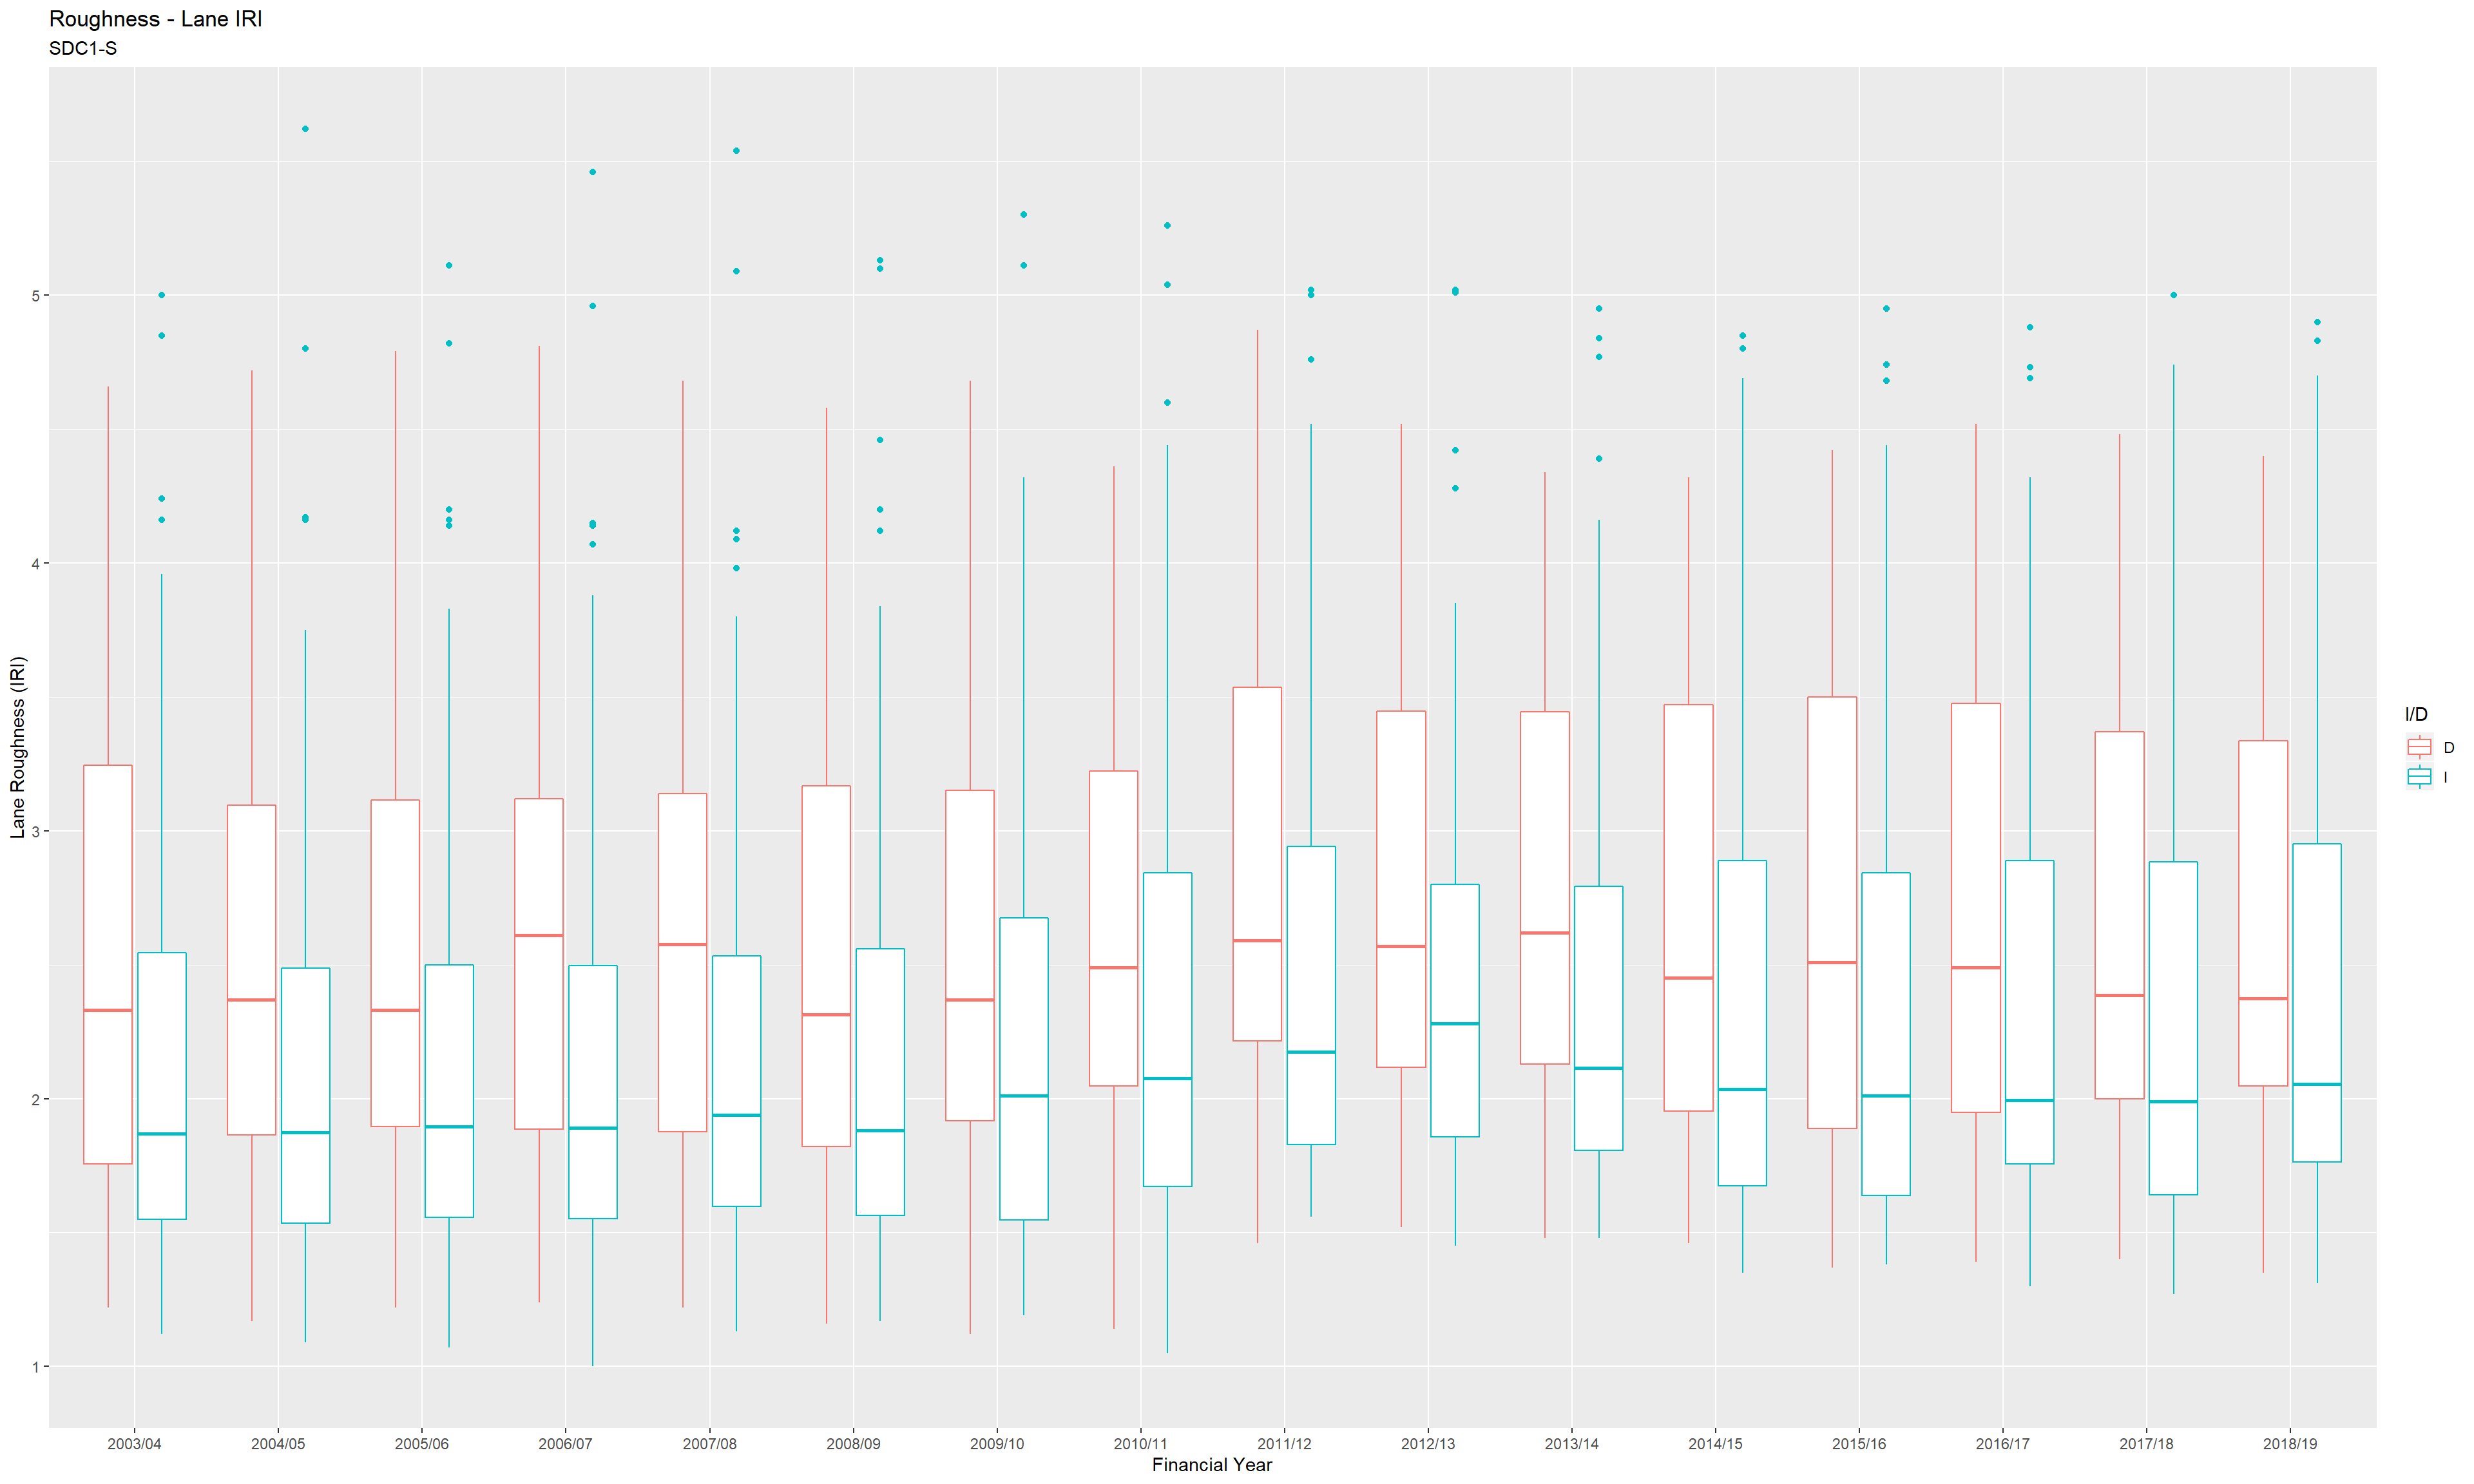 Roughness - Lane IRI
SDC1-S
Lane Roughness (IRI)
5
4
3
2
1
2003/04 2004/05 2005/06 2006/07 2007/08 2008/09 2009/10 2010/11 2011/12 2012/13 2013/14 2014/15 2015/16 2016/17 2017/18 2018/19
Financial Year
I/D
D
I